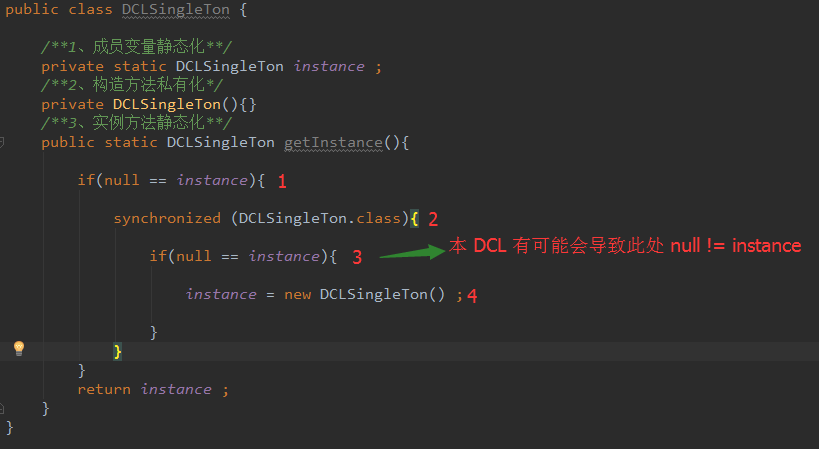 public class DCLSingleTon {
/**1、成员变量静态化**/
private static DCLSingleTon instance ;
/**2、构造方法私有化*/
private DCLSingleTon(){}
/**3、实例方法静态化**/
public static DCLSingleTon getInstance(){
if(null == instance){ 1
synchronized (DCLSingleTon.class){ 2
if(null == instance){ 3 本 DCL 有可能会导致此处 null != instance
instance = new DCLSingleTon() ; 4
}
}
}
return instance ;
}
}